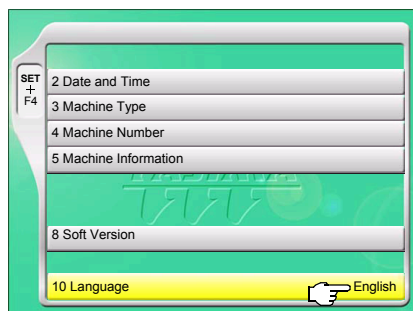 SET
+
F4
2 Date and Time
3 Machine Type
4 Machine Number
5 Machine Information
777
8 Soft Version
10 Language English